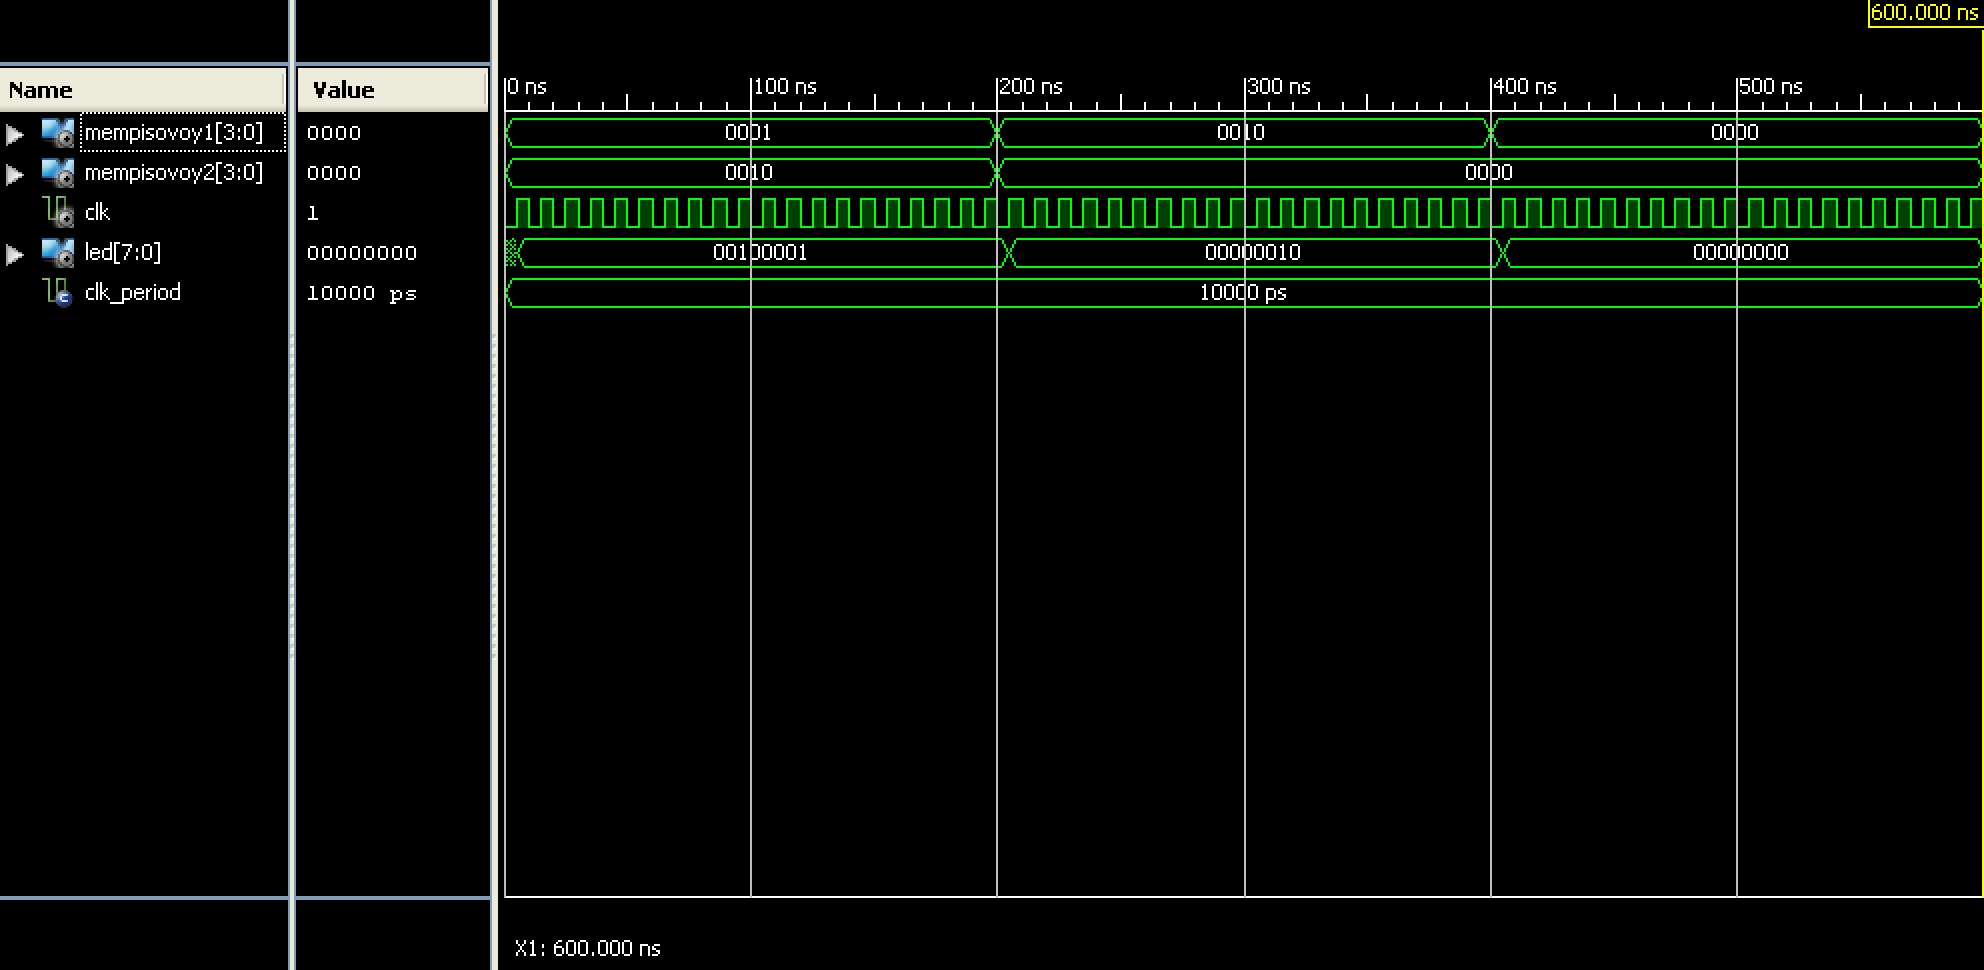 600.000 ns
Name Value 0 ns 100 ns 200 ns 300 ns 400 ns 500 ns
mempisovoy1[3:0] 0000 0001 0010 0000
mempisovoy2[3:0] 0000 0010 0000
clk 1
led[7:0] 00000000 00100001 00000010 00000000
clk_period 10000 ps 10000 ps
X1: 600.000 ns